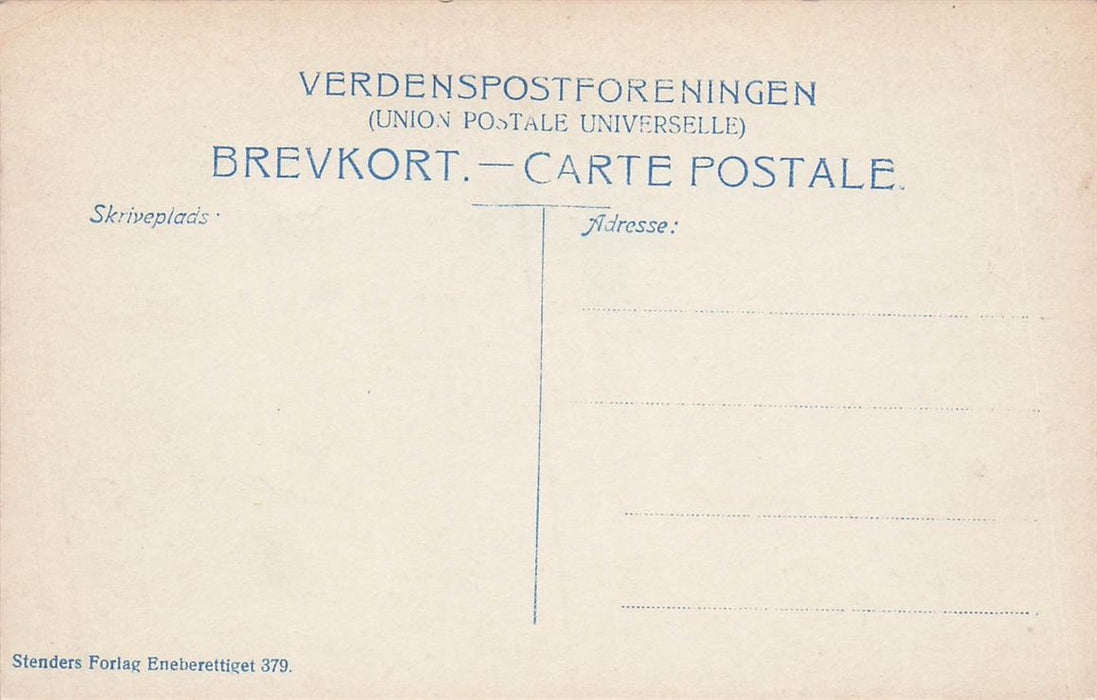 VERDENSPOSTFORENINGEN
(UNION POSTALE UNIVERSELLE)
BREVKORT. — CARTE POSTALE.
Skriveplads:
Adresse:
Stenders Forlag Eneberettiget 379.